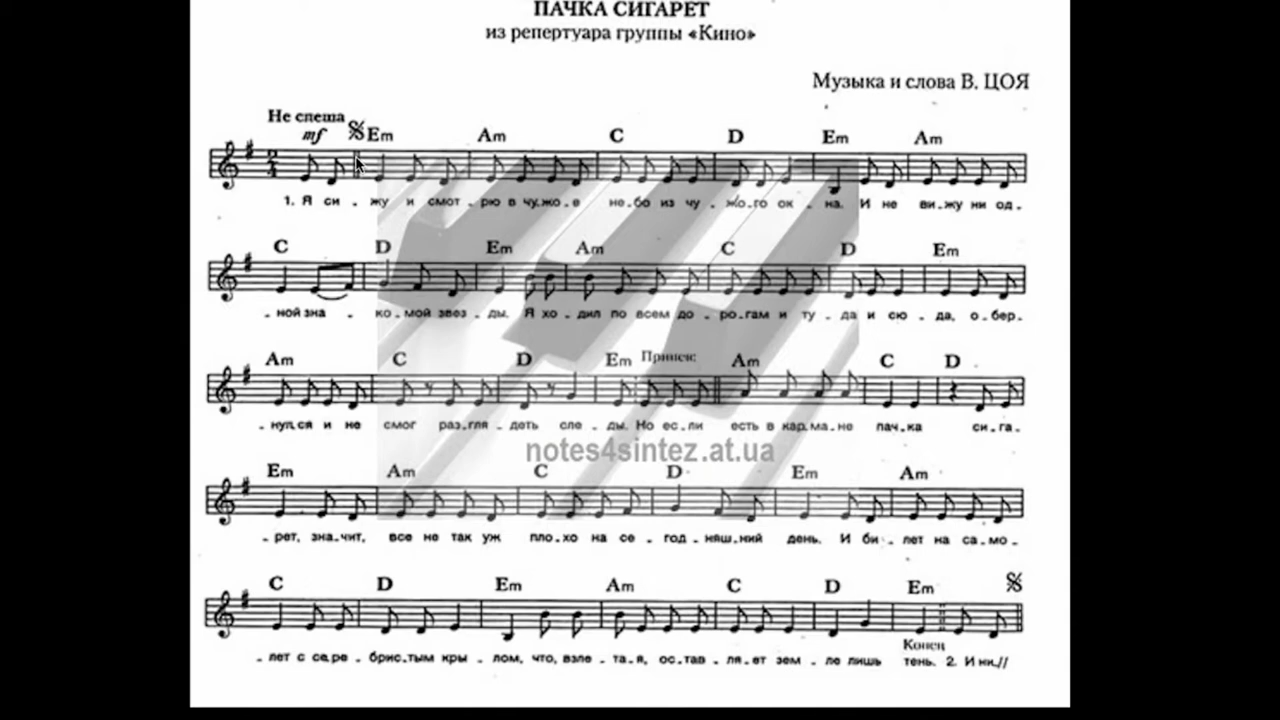 ПАЧКА СИГАРЕТ
из репертуара группы «Кино»
Музыка и слова В. ЦОЯ
Не спеша
mf Em Am C D Em Am
1. Я си - жу и смот - рю в чу-жо-е не-бо из чу - жо-го ок - на. И не ви-жу ни од-
C D Em Am C D Em
- ной зна - ко-мой звез - ды. Я хо-дил по всем до - ро-гам и ту - да и сю - да, о-бер-
Am C D Em Припев: Am C D
- нул-ся и не смог раз-гля - деть сле - ды. Но ес-ли есть в кар-ма-не пач-ка си-га-
notes4sintez.at.ua
Em Am C D Em Am
- рет, зна-чит, все не так уж пло-хо на се - год - няш-ний день. И би - лет на са-мо-
C D Em Am C D Em
Конец
- лет с се-ре - брис-тым кры - лом, что, взле - та-я, ос-тав - ля-ет зем - ле лишь тень. 2. И ни//